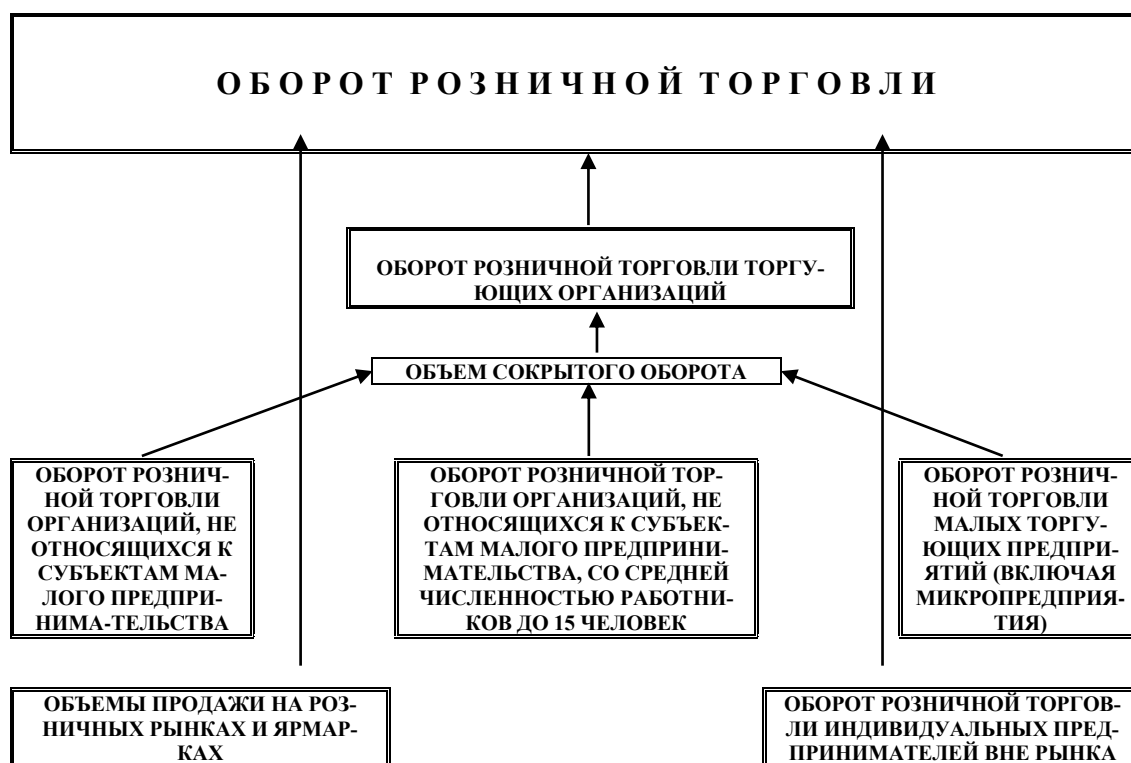 О Б О Р О Т Р О З Н И Ч Н О Й Т О Р Г О В Л И
ОБОРОТ РОЗНИЧНОЙ ТОРГОВЛИ ТОРГУ-
ЮЩИХ ОРГАНИЗАЦИЙ
ОБЪЕМ СОКРЫТОГО ОБОРОТА
ОБОРОТ РОЗНИЧ-
НОЙ ТОРГОВЛИ
ОРГАНИЗАЦИЙ, НЕ
ОТНОСЯЩИХСЯ К
СУБЪЕКТАМ МА-
ЛОГО ПРЕДПРИ-
НИМА-ТЕЛЬСТВА
ОБОРОТ РОЗНИЧНОЙ ТОР-
ГОВЛИ ОРГАНИЗАЦИЙ, НЕ
ОТНОСЯЩИХСЯ К СУБЪЕК-
ТАМ МАЛОГО ПРЕДПРИНИ-
МАТЕЛЬСТВА, СО СРЕДНЕЙ
ЧИСЛЕННОСТЬЮ РАБОТНИ-
КОВ ДО 15 ЧЕЛОВЕК
ОБОРОТ РОЗНИЧ-
НОЙ ТОРГОВЛИ
МАЛЫХ ТОРГУ-
ЮЩИХ ПРЕДПРИ-
ЯТИЙ (ВКЛЮЧАЯ
МИКРОПРЕДПРИЯ-
ТИЯ)
ОБЪЕМЫ ПРОДАЖИ НА РОЗ-
НИЧНЫХ РЫНКАХ И ЯРМАР-
КАХ
ОБОРОТ РОЗНИЧНОЙ ТОРГОВ-
ЛИ ИНДИВИДУАЛЬНЫХ ПРЕД-
ПРИНИМАТЕЛЕЙ ВНЕ РЫНКА